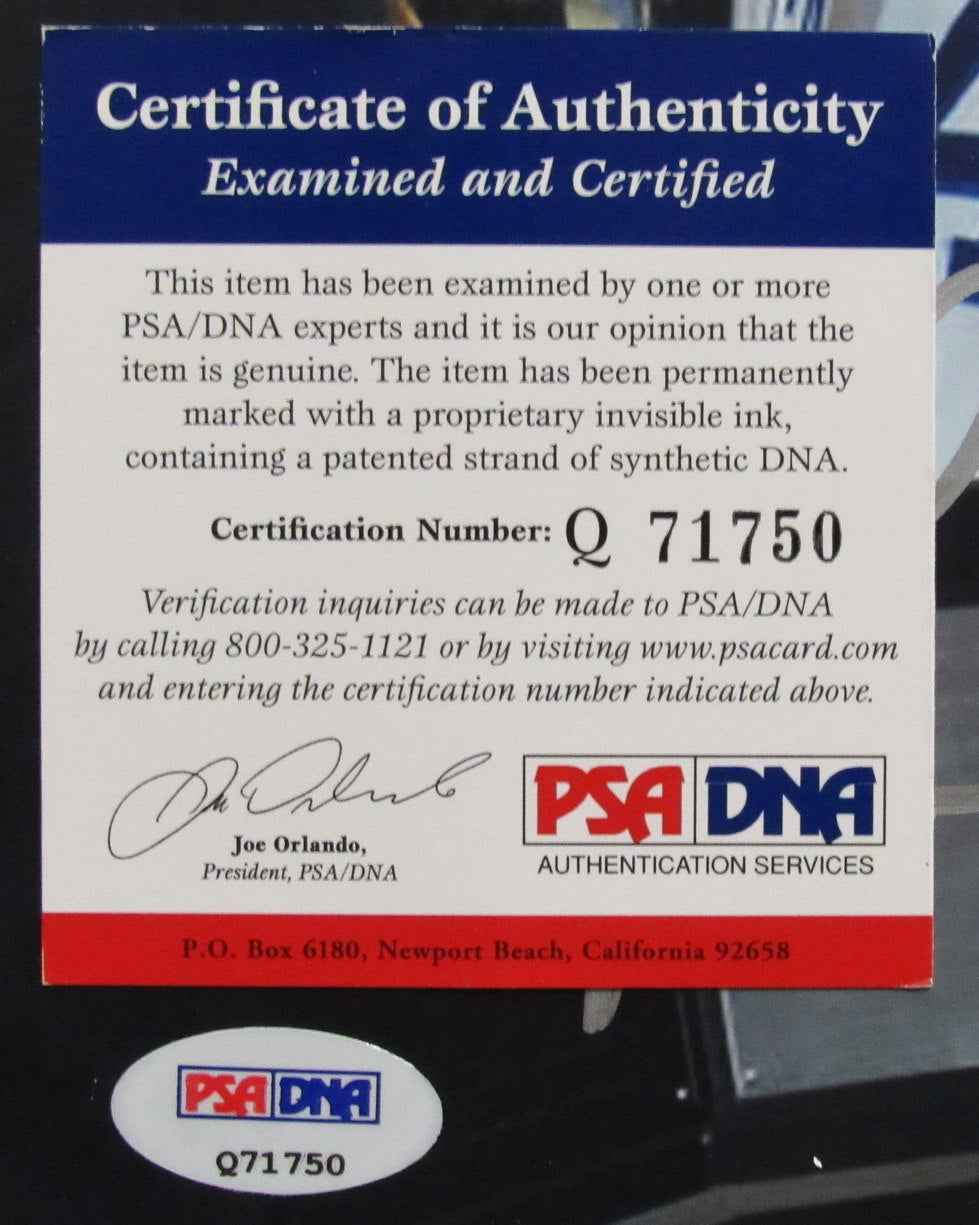 Certificate of Authenticity
Examined and Certified
This item has been examined by one or more
PSA/DNA experts and it is our opinion that the
item is genuine. The item has been permanently
marked with a proprietary invisible ink,
containing a patented strand of synthetic DNA.
Certification Number: Q 71750
Verification inquiries can be made to PSA/DNA
by calling 800-325-1121 or by visiting www.psacard.com
and entering the certification number indicated above.
Joe Orlando,
President, PSA/DNA
PSA DNA
AUTHENTICATION SERVICES
P.O. Box 6180, Newport Beach, California 92658
PSA DNA
Q71750